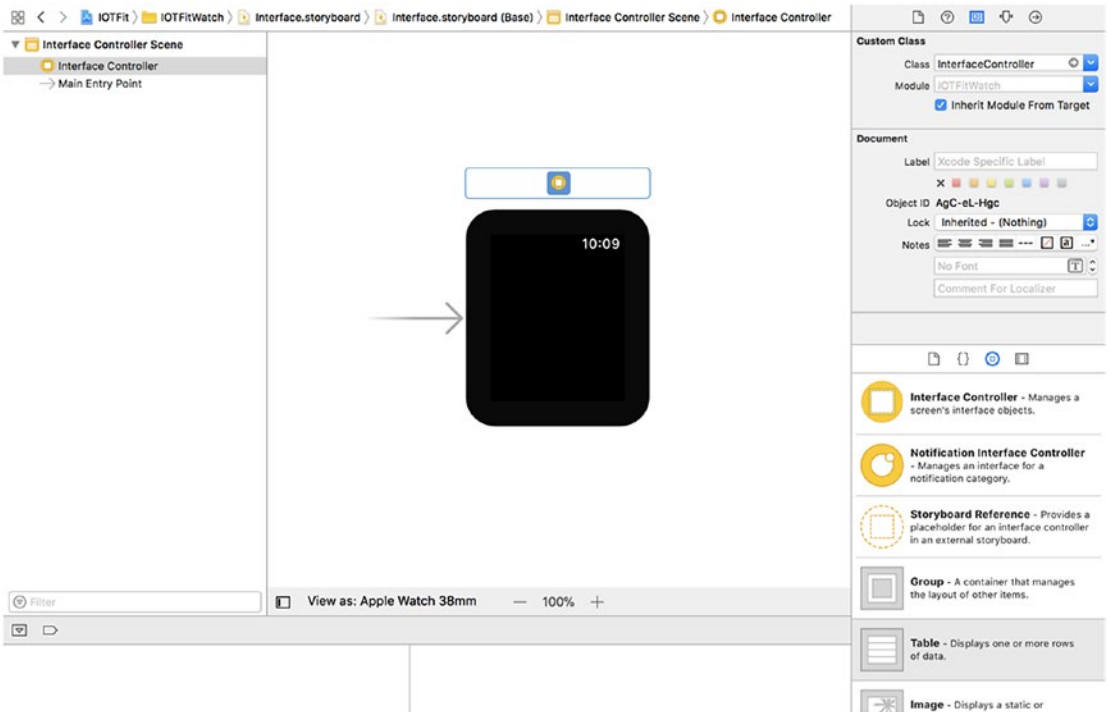 IOTFit IOTFitWatch Interface.storyboard Interface.storyboard (Base) Interface Controller Scene Interface Controller
Interface Controller Scene
Interface Controller
Main Entry Point
10:09
Filter
View as: Apple Watch 38mm — 100% +
Custom Class
Class InterfaceController
Module IOTFitWatch
Inherit Module From Target
Document
Label Xcode Specific Label
Object ID AgC-eL-Hgc
Lock Inherited - (Nothing)
Notes
No Font
Comment For Localizer
Interface Controller - Manages a
screen's interface objects.
Notification Interface Controller
- Manages an interface for a
notification category.
Storyboard Reference - Provides a
placeholder for an interface controller
in an external storyboard.
Group - A container that manages
the layout of other items.
Table - Displays one or more rows
of data.
Image - Displays a static or